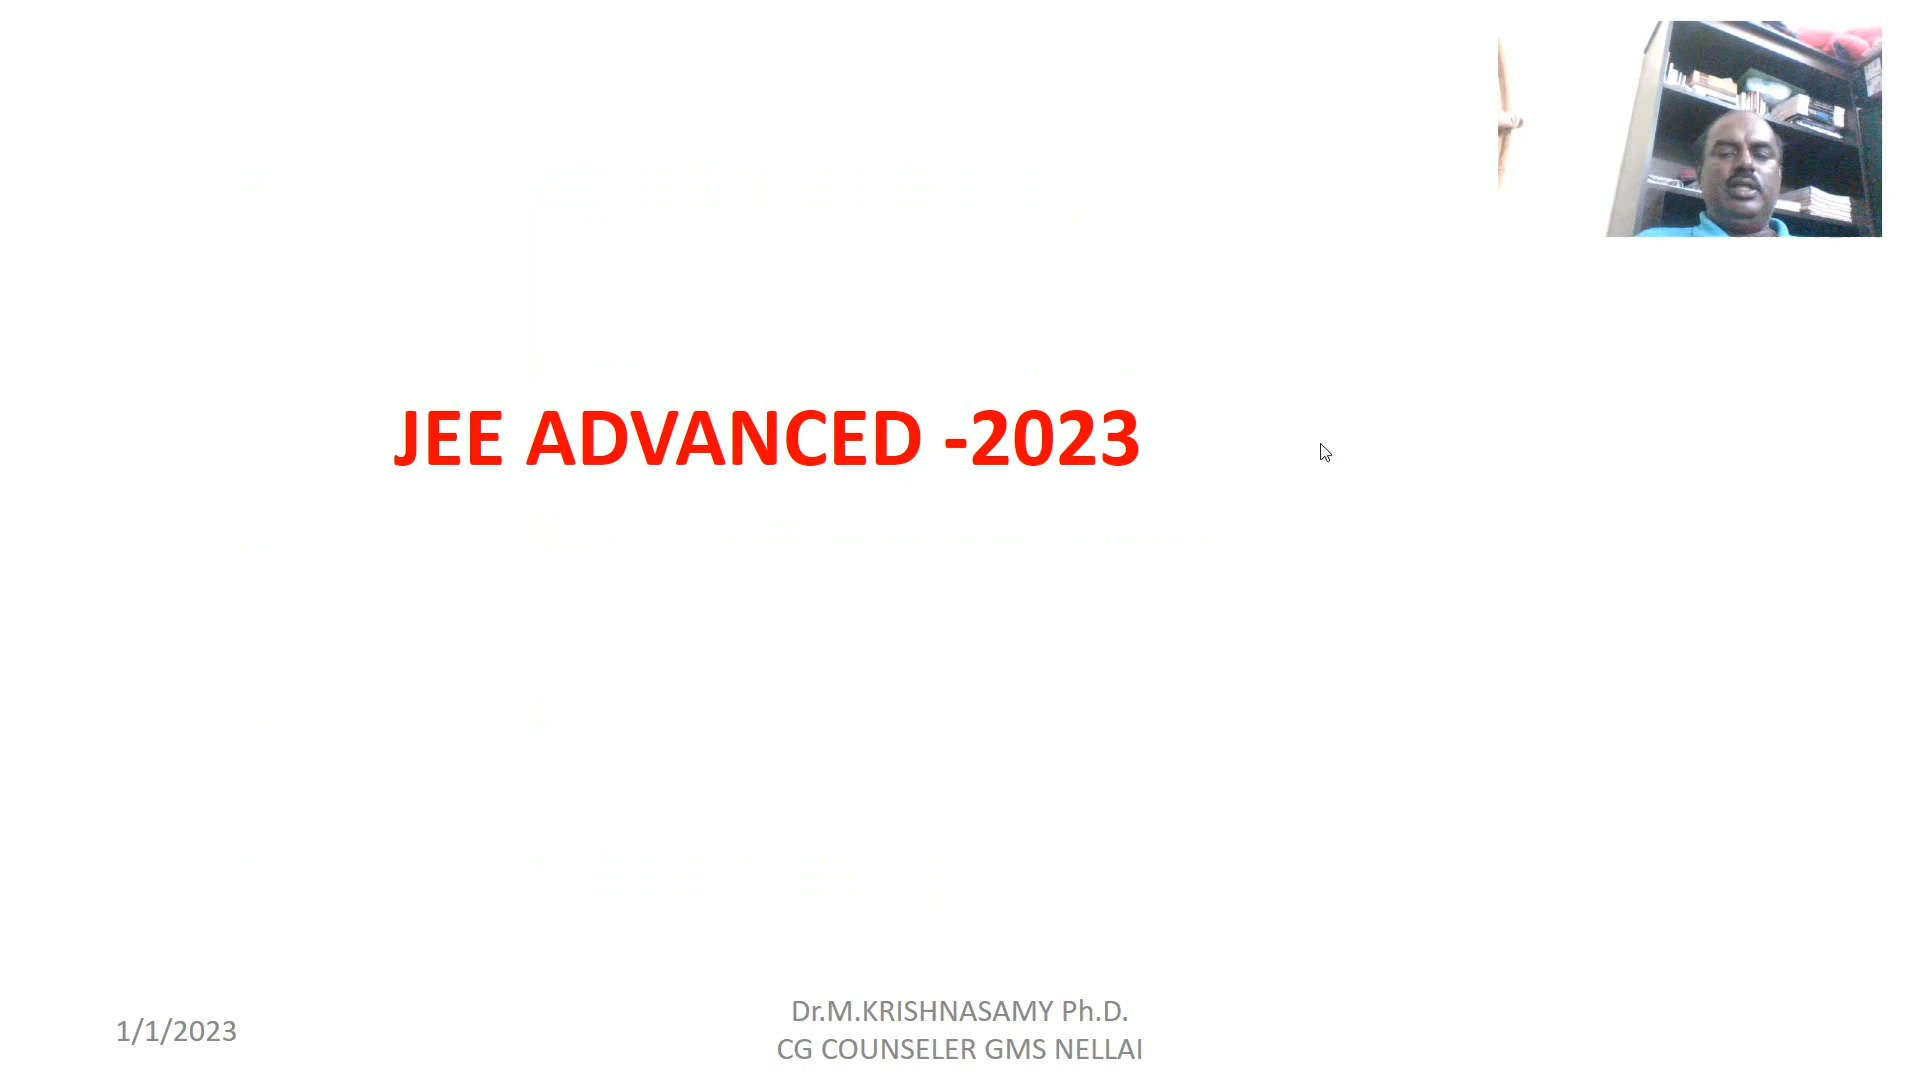 JEE ADVANCED -2023
1/1/2023
Dr.M.KRISHNASAMY Ph.D.
CG COUNSELER GMS NELLAI